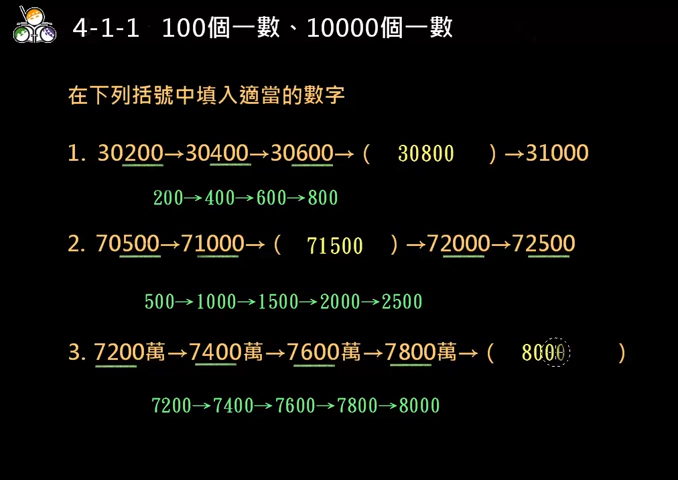 4-1-1 100個一數、10000個一數
在下列括號中填入適當的數字
1. 30200→30400→30600→( 30800 )→31000
200→400→600→800
2. 70500→71000→( 71500 )→72000→72500
500→1000→1500→2000→2500
3. 7200萬→7400萬→7600萬→7800萬→( 8000 )
7200→7400→7600→7800→8000